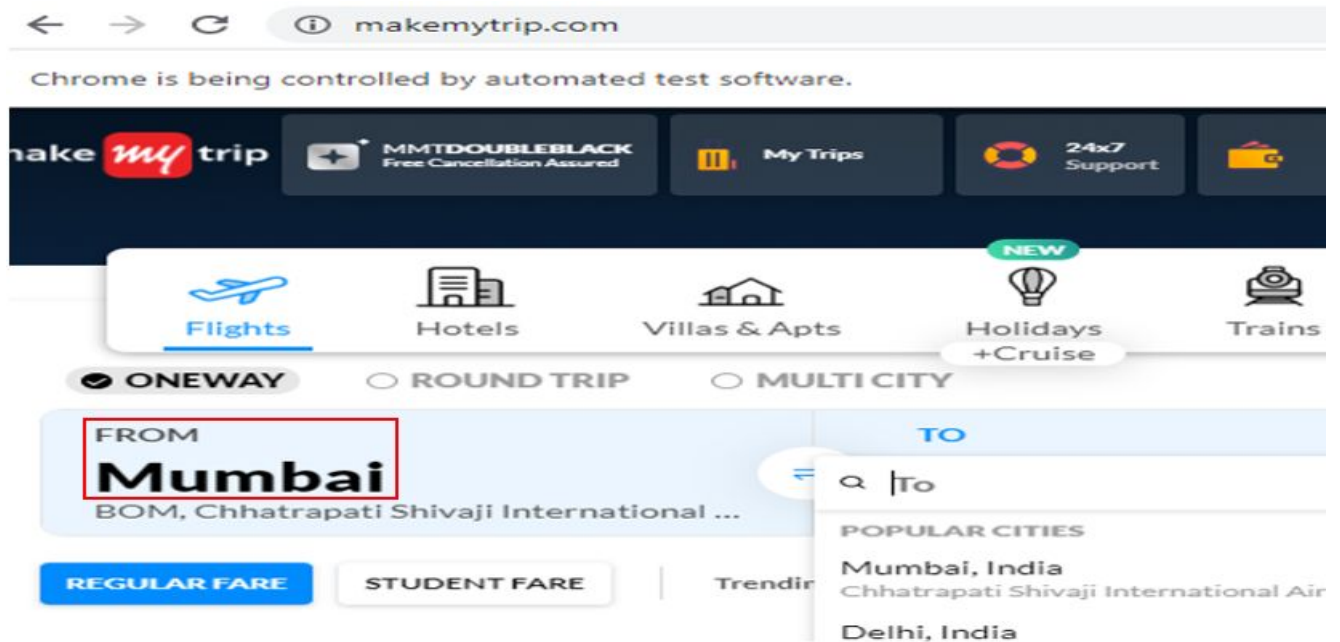 makemytrip.com
Chrome is being controlled by automated test software.
make my trip
MMTDOUBLEBLACK
Free Cancellation Assured
My Trips
24x7
Support
NEW
Flights
Hotels
Villas & Apts
Holidays
+Cruise
Trains
ONEWAY
ROUND TRIP
MULTI CITY
FROM
Mumbai
BOM, Chhatrapati Shivaji International ...
TO
To
POPULAR CITIES
Mumbai, India
Chhatrapati Shivaji International Air
Delhi, India
REGULAR FARE
STUDENT FARE
Trendin